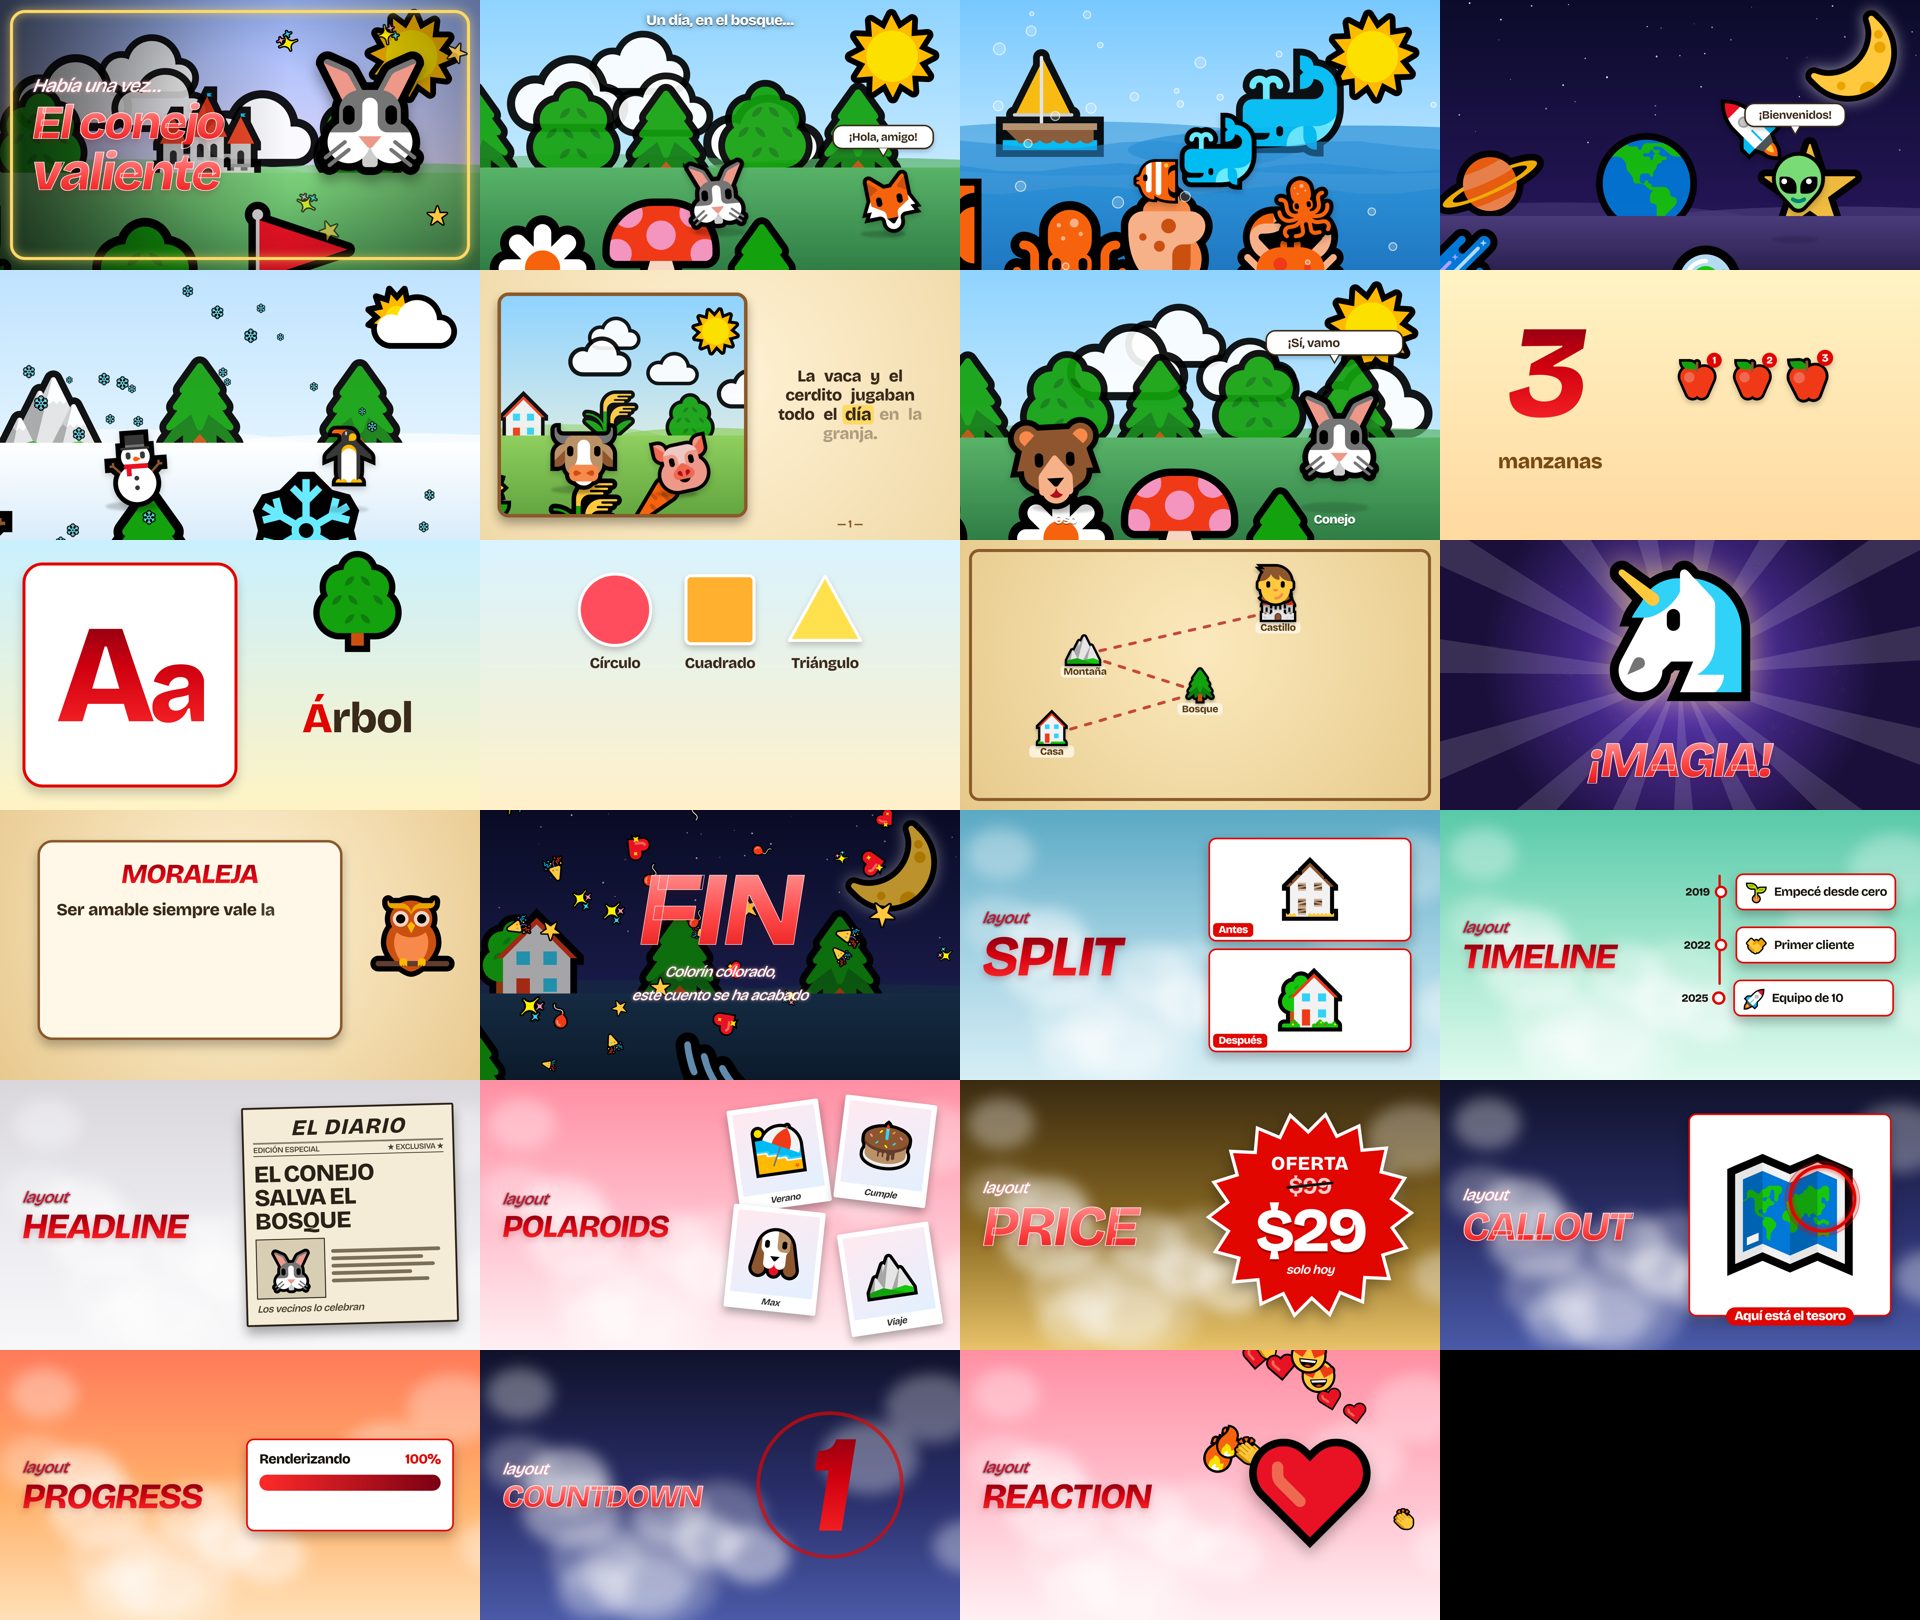 Había una vez...
El conejo
valiente
Un día, en el bosque...
¡Hola, amigo!
¡Bienvenidos!
La vaca y el
cerdito jugaban
todo el día en la
granja.
—1—
¡Sí, vamo
oso
Conejo
3
1
2
3
manzanas
Aa
Árbol
Círculo
Cuadrado
Triángulo
Castillo
Montaña
Bosque
Casa
¡MAGIA!
MORALEJA
Ser amable siempre vale la
FIN
Colorín colorado,
este cuento se ha acabado
layout
SPLIT
Antes
Después
layout
TIMELINE
2019
Empecé desde cero
2022
Primer cliente
2025
Equipo de 10
layout
HEADLINE
EL DIARIO
EDICIÓN ESPECIAL
★ EXCLUSIVA ★
EL CONEJO
SALVA EL
BOSQUE
Los vecinos lo celebran
layout
POLAROIDS
Verano
Cumple
Max
Viaje
layout
PRICE
OFERTA
$99
$29
solo hoy
layout
CALLOUT
Aquí está el tesoro
layout
PROGRESS
Renderizando
100%
layout
COUNTDOWN
1
layout
REACTION